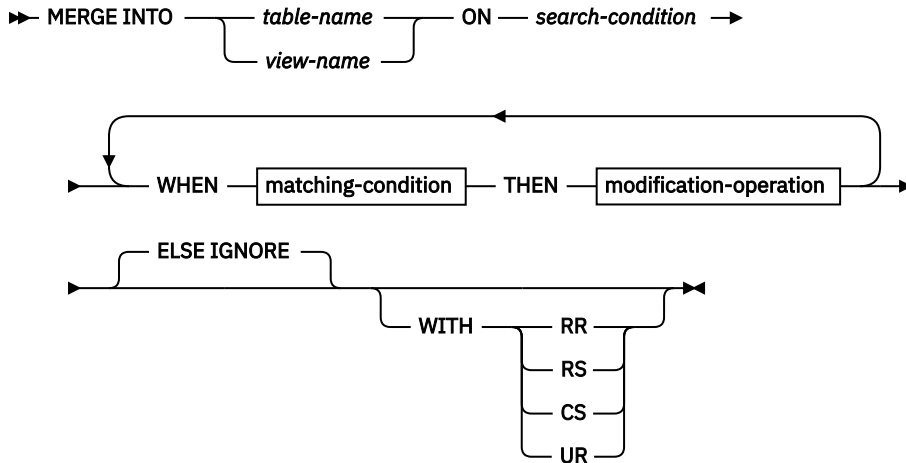 MERGE INTO table-name ON search-condition
view-name
WHEN matching-condition THEN modification-operation
ELSE IGNORE
WITH RR
RS
CS
UR